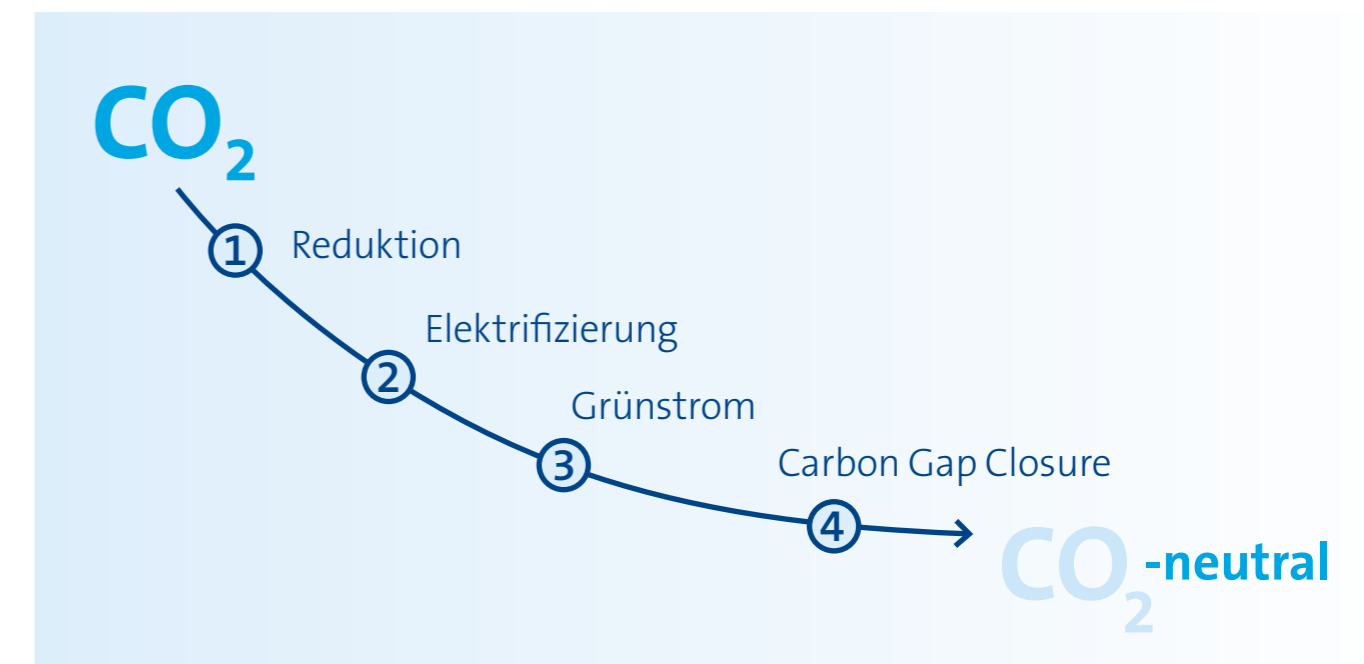 CO₂
1 Reduktion
Elektrifizierung
2
Grünstrom
3
Carbon Gap Closure
4
CO₂-neutral